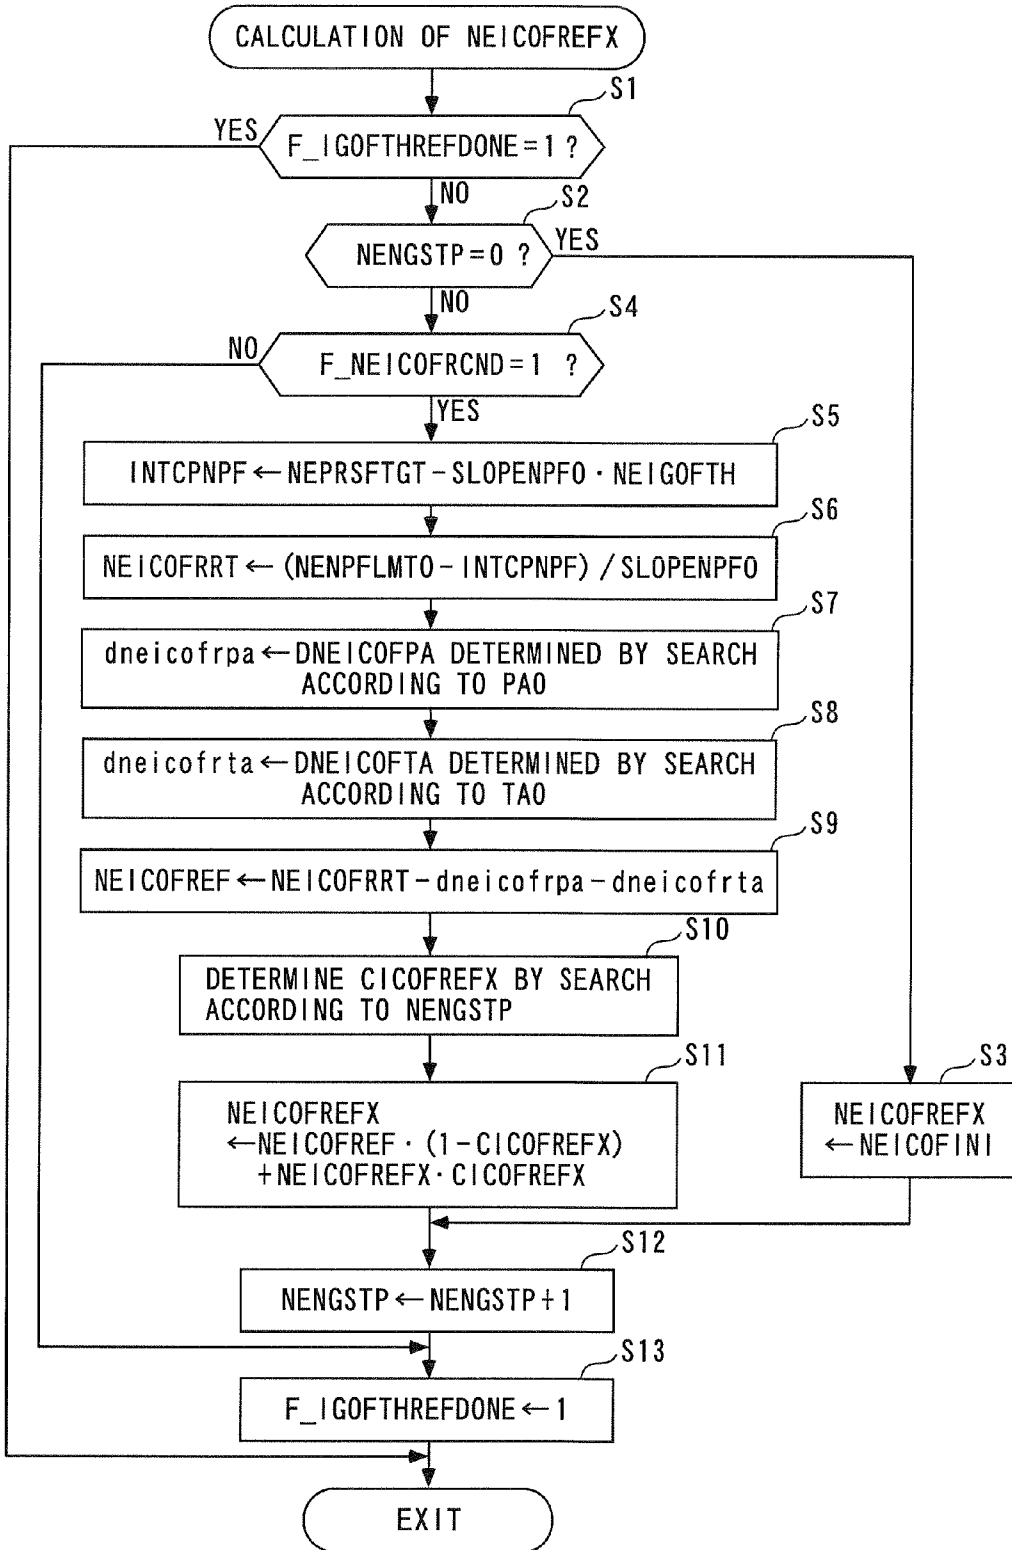 CALCULATION OF NEICOFREFX
S1
YES
F_IGOFTHREFDONE=1 ?
NO
S2
NENGSTP=0 ?
YES
NO
S4
NO
F_NEICOFRCND=1 ?
YES
S5
INTCPNPF←NEPRSFTGT-SLOPENPF0·NEIGOFTH
S6
NEICOFRRT←(NENPFLMT0-INTCPNPF)/SLOPENPF0
S7
dneicofrpa←DNEICOFPA DETERMINED BY SEARCH
ACCORDING TO PA0
S8
dneicofrta←DNEICOFTA DETERMINED BY SEARCH
ACCORDING TO TA0
S9
NEICOFREF←NEICOFRRT-dneicofrpa-dneicofrta
S10
DETERMINE CICOFREFX BY SEARCH
ACCORDING TO NENGSTP
S11
NEICOFREFX
←NEICOFREF·(1-CICOFREFX)
+NEICOFREFX·CICOFREFX
S3
NEICOFREFX
←NEICOFINI
S12
NENGSTP←NENGSTP+1
S13
F_IGOFTHREFDONE←1
EXIT